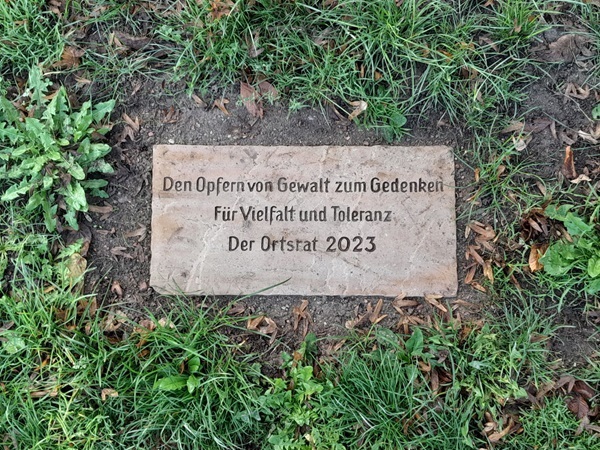 Den Opfern von Gewalt zum Gedenken
Für Vielfalt und Toleranz
Der Ortsrat 2023